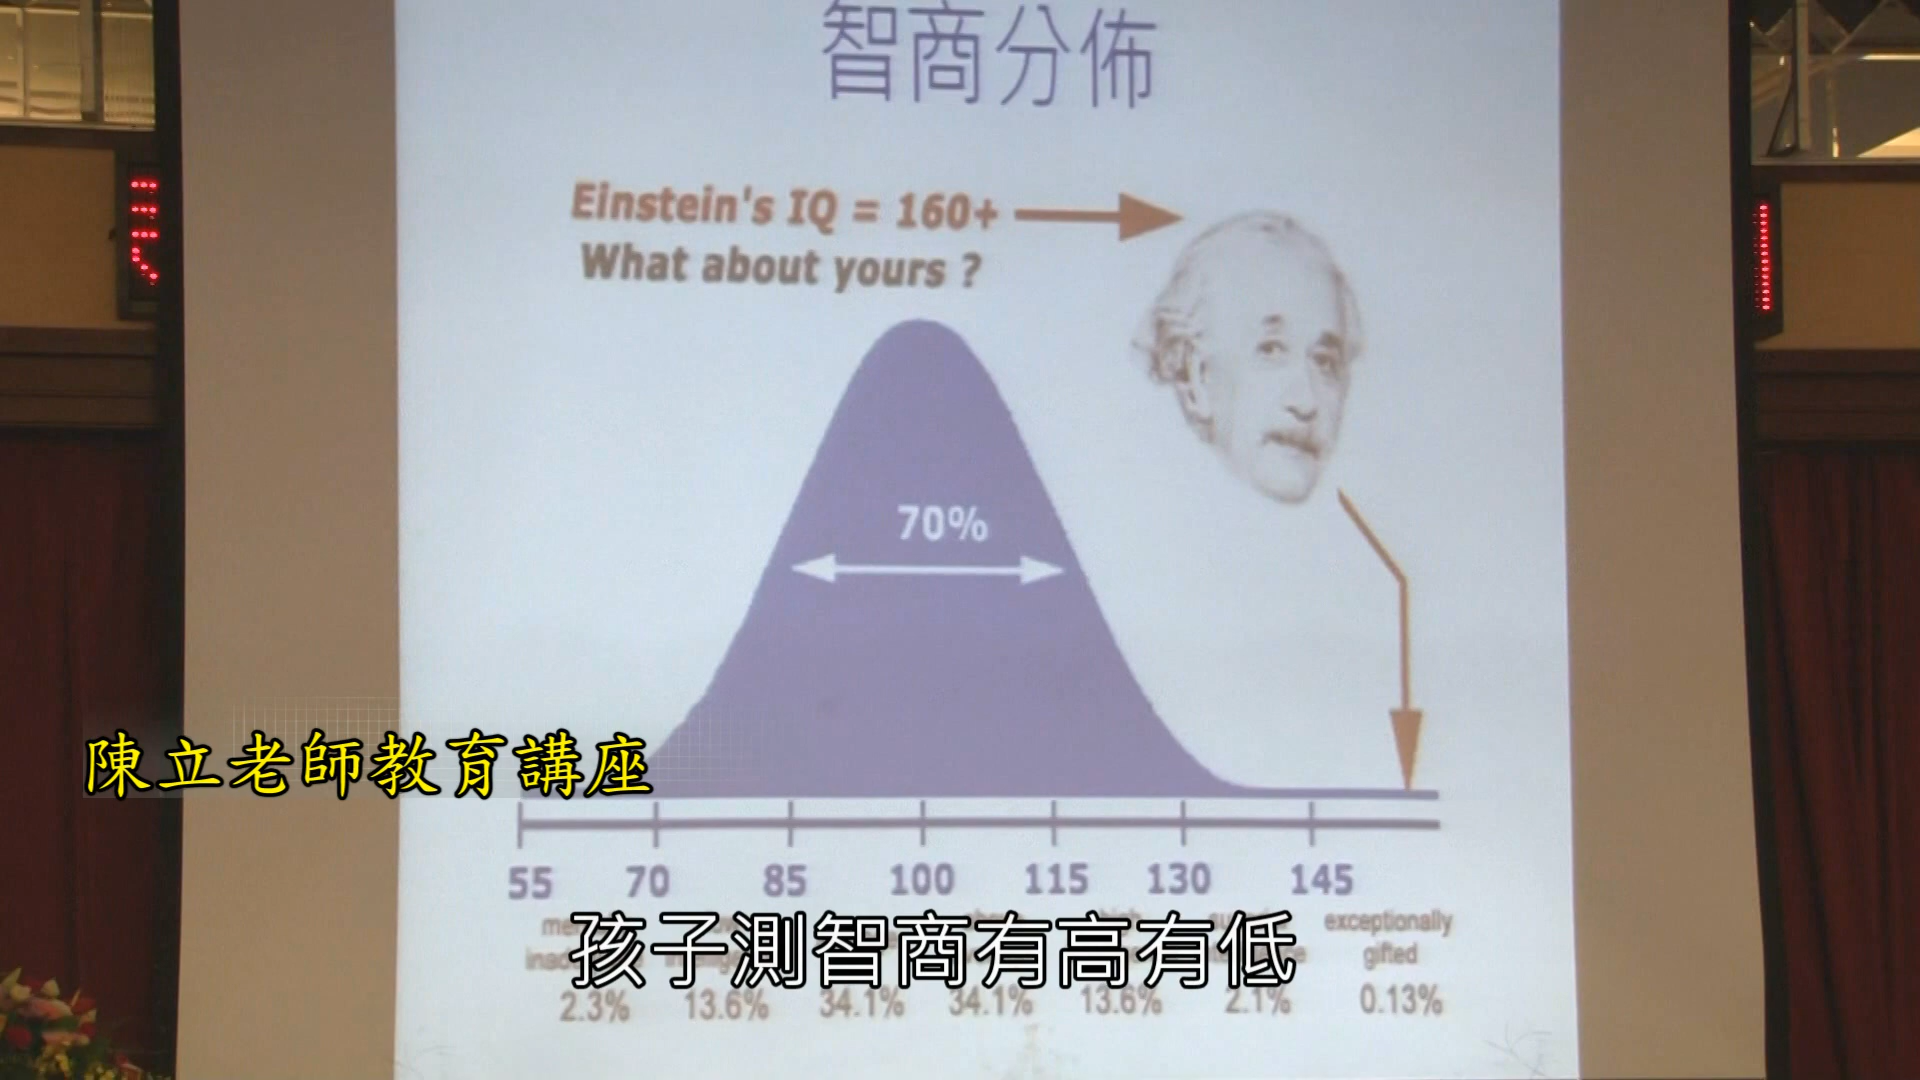 智商分佈
Einstein's IQ = 160+
What about yours ?
70%
陳立老師教育講座
55 70 85 100 115 130 145
exceptionally
gifted
孩子測智商有高有低
2.3% 13.6% 34.1% 34.1% 13.6% 2.1% 0.13%